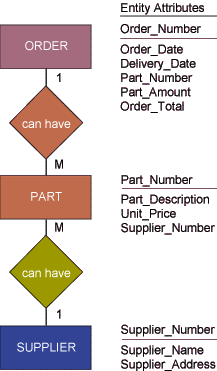 Entity Attributes
Order_Number
ORDER
Order_Date
Delivery_Date
Part_Number
Part_Amount
Order_Total
1
can have
M
Part_Number
PART
Part_Description
Unit_Price
Supplier_Number
M
can have
1
Supplier_Number
SUPPLIER
Supplier_Name
Supplier_Address